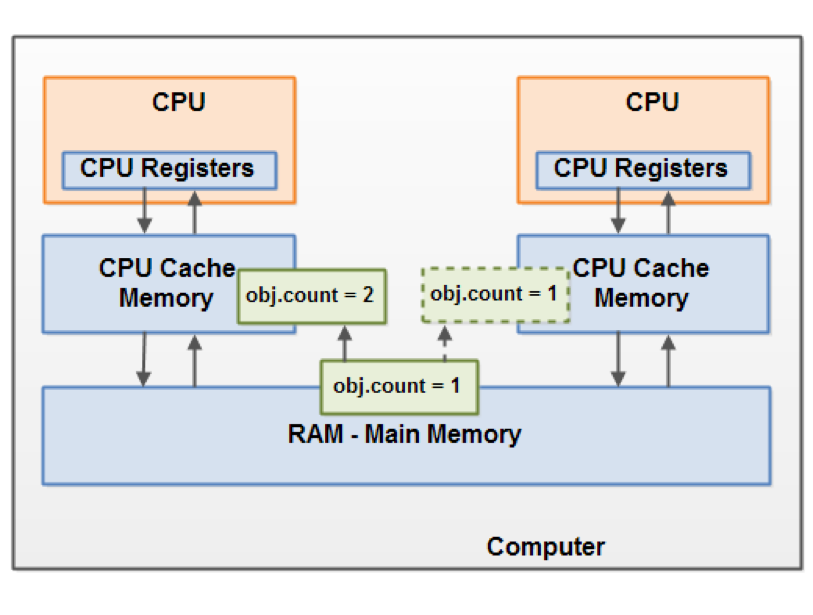 CPU
CPU Registers
CPU
CPU Registers
CPU Cache
Memory
obj.count = 2
obj.count = 1
CPU Cache
Memory
obj.count = 1
RAM - Main Memory
Computer